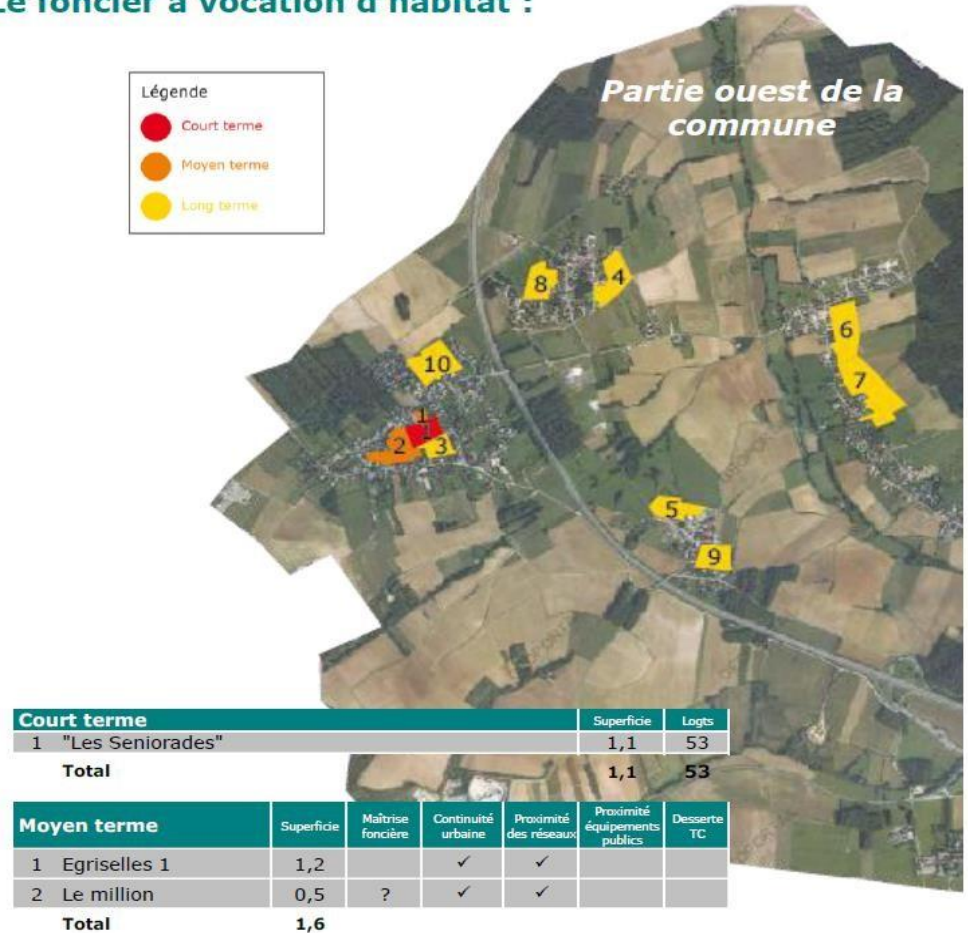 Le foncier à vocation d'habitat :
Partie ouest de la
commune
Légende
Court terme
Moyen terme
Long terme
8
4
6
10
7
1
1
2
3
5
9
Court terme Superficie Logts
1 "Les Seniorades" 1,1 53
Total 1,1 53
Moyen terme Superficie Maîtrise foncière Continuité urbaine Proximité des réseaux Proximité équipements publics Desserte TC
1 Egriselles 1 1,2 ✓ ✓
2 Le million 0,5 ? ✓ ✓
Total 1,6